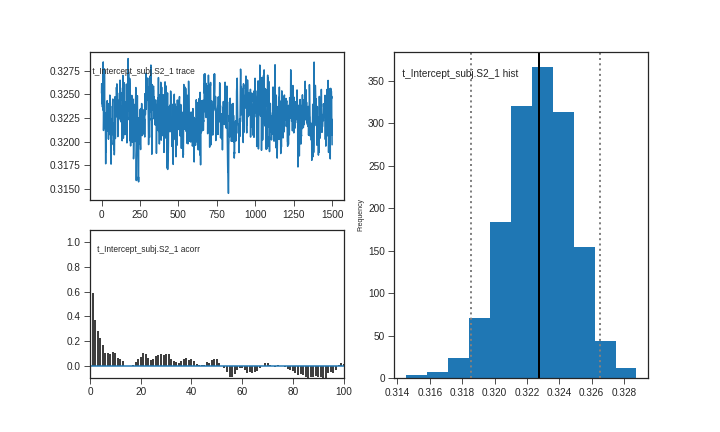 t_Intercept_subj.S2_1 trace
0.3275
0.3250
0.3225
0.3200
0.3175
0.3150
0 250 500 750 1000 1250 1500
t_Intercept_subj.S2_1 acorr
1.0
0.8
0.6
0.4
0.2
0.0
0 20 40 60 80 100
t_Intercept_subj.S2_1 hist
Frequency
350
300
250
200
150
100
50
0
0.314 0.316 0.318 0.320 0.322 0.324 0.326 0.328